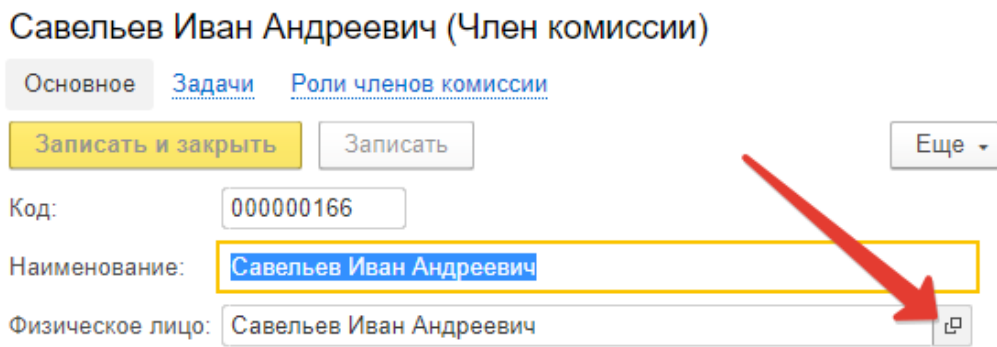 Савельев Иван Андреевич (Член комиссии)
Основное Задачи Роли членов комиссии
Записать и закрыть Записать Еще
Код: 000000166
Наименование: Савельев Иван Андреевич
Физическое лицо: Савельев Иван Андреевич